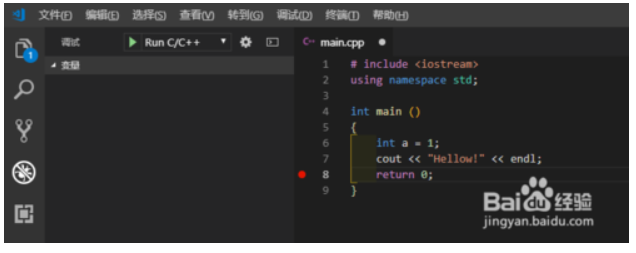 文件(F) 编辑(E) 选择(S) 查看(V) 转到(G) 调试(D) 终端(T) 帮助(H)
调试 Run C/C++ main.cpp
1
变量
1 # include <iostream>
2 using namespace std;
3
4 int main ()
5 {
6 int a = 1;
7 cout << "Hellow!" << endl;
8 return 0;
9 }
Baidu 经验
jingyan.baidu.com